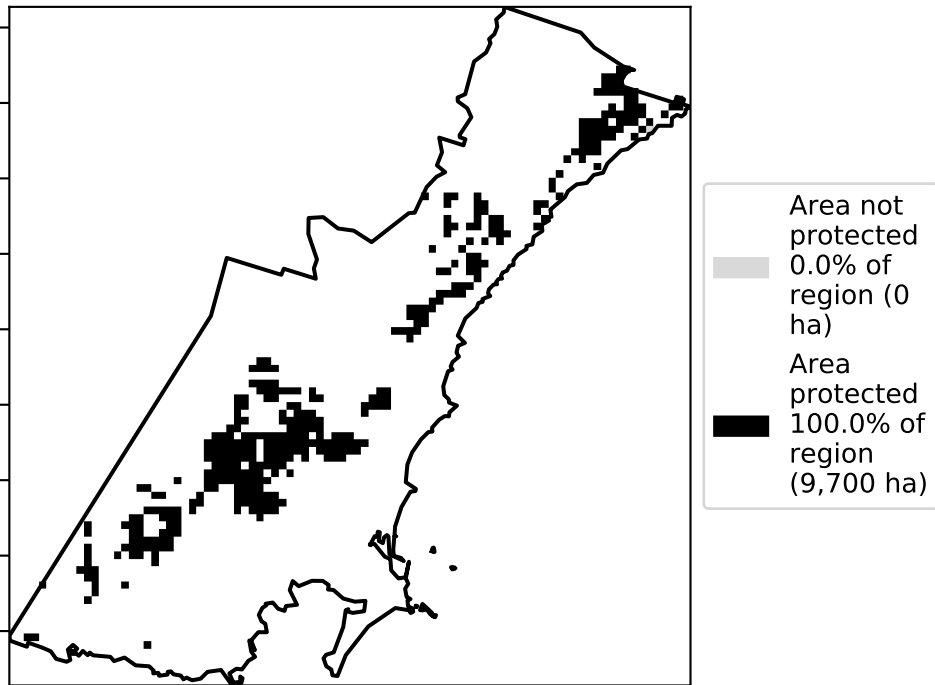 Area not
protected
0.0% of
region (0
ha)
Area
protected
100.0% of
region
(9,700 ha)